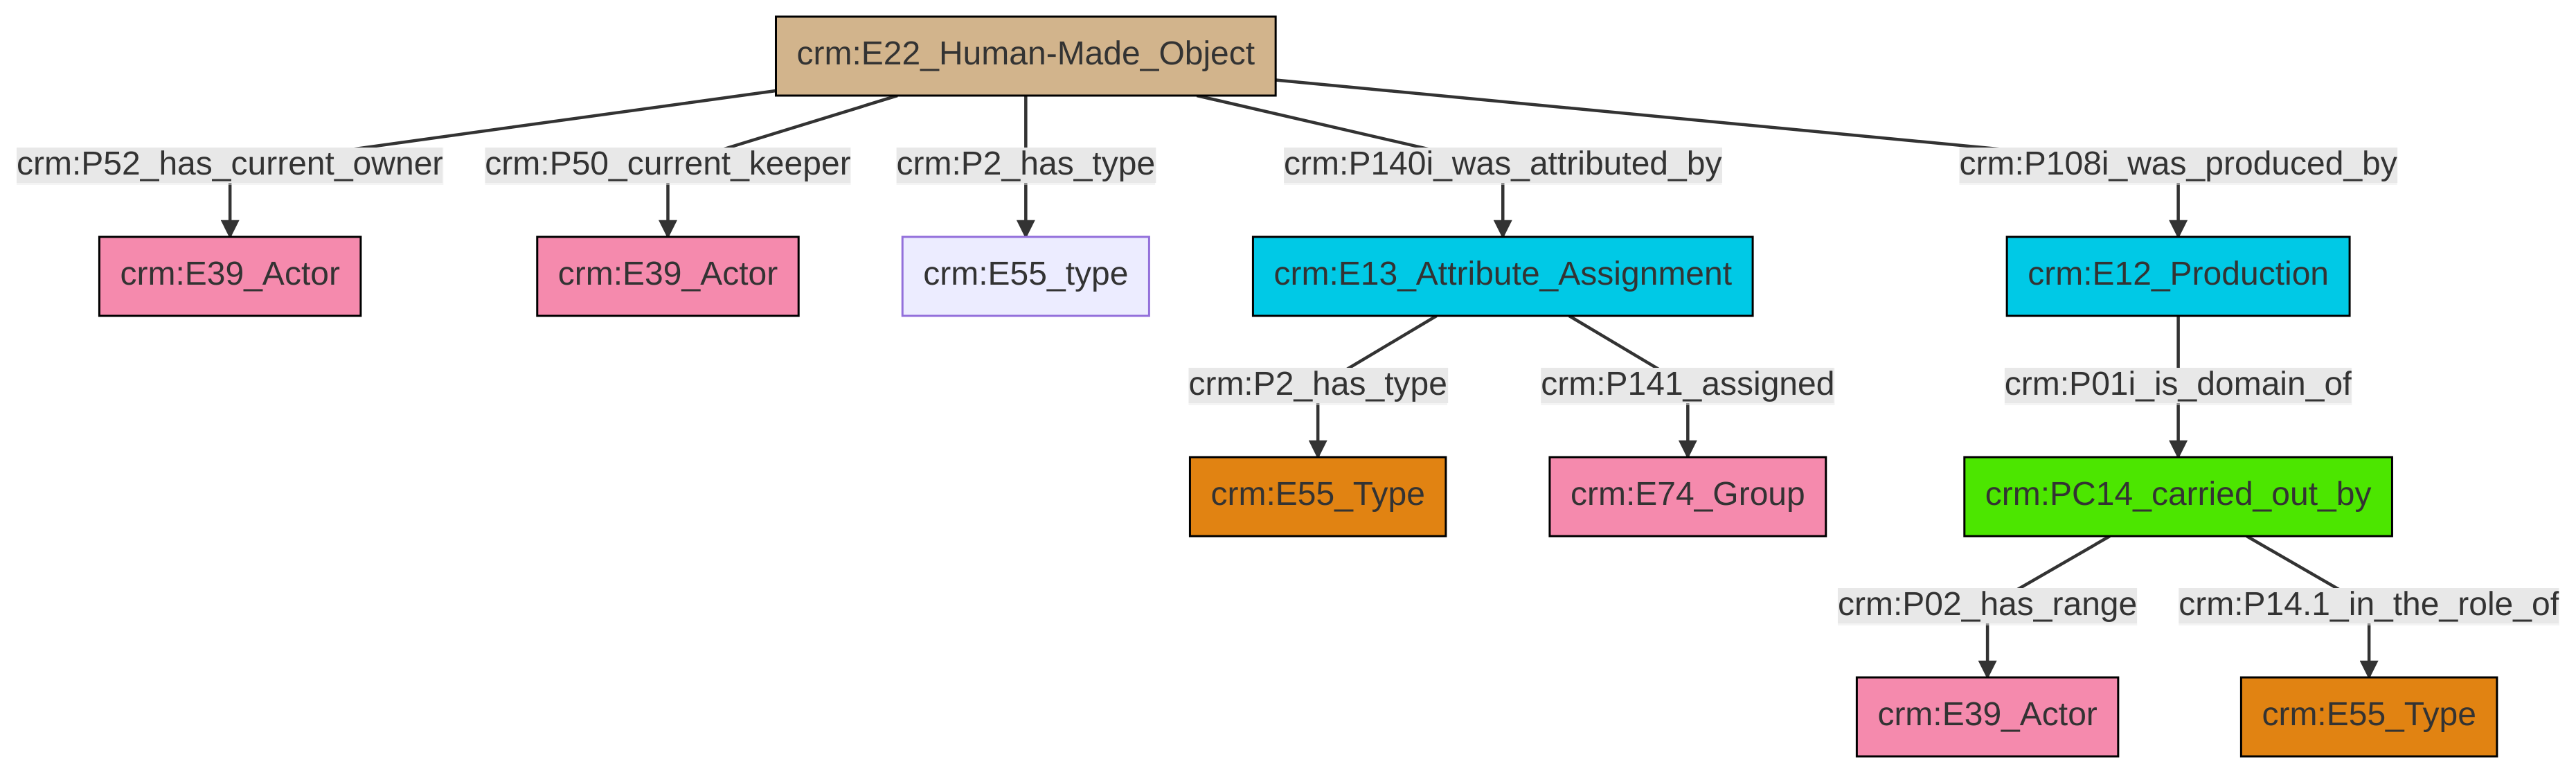 crm:E22_Human-Made_Object
crm:P52_has_current_owner
crm:P50_current_keeper
crm:P2_has_type
crm:P140i_was_attributed_by
crm:P108i_was_produced_by
crm:E39_Actor
crm:E39_Actor
crm:E55_type
crm:E13_Attribute_Assignment
crm:E12_Production
crm:P2_has_type
crm:P141_assigned
crm:P01i_is_domain_of
crm:E55_Type
crm:E74_Group
crm:PC14_carried_out_by
crm:P02_has_range
crm:P14.1_in_the_role_of
crm:E39_Actor
crm:E55_Type